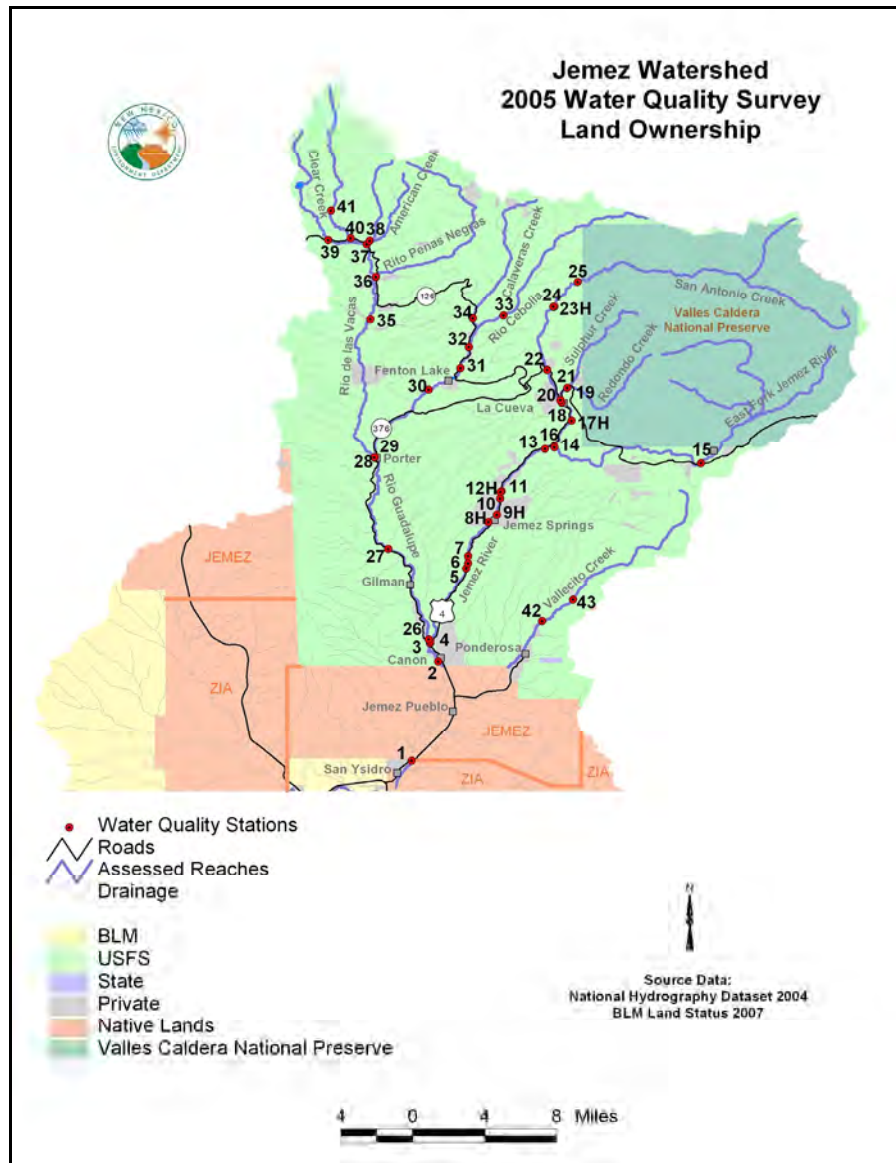 Jemez Watershed
2005 Water Quality Survey
Land Ownership
NEW MEXICO
ENVIRONMENT DEPARTMENT
Clear Creek
American Creek
41
40
38
39
37
Rito Penas Negras
36
126
Calaveras Creek
25
San Antonio Creek
35
34
33
Rio Cebolla
24
23H
Valles Caldera
National Preserve
Rio de las Vacas
32
Sulphur Creek
Redondo Creek
31
22
Fenton Lake
30
21
19
East Fork Jemez River
La Cueva
20
18
17H
376
29
28
Porter
13
16
14
15
Rio Guadalupe
12H
11
10
9H
8H
Jemez Springs
27
7
6
5
Jemez River
Vallecito Creek
JEMEZ
Gilman
43
42
4
26
4
3
Ponderosa
Canon
2
ZIA
Jemez Pueblo
JEMEZ
1
San Ysidro
ZIA
ZIA
Water Quality Stations
Roads
Assessed Reaches
Drainage
BLM
USFS
State
Private
Native Lands
Valles Caldera National Preserve
N
Source Data:
National Hydrography Dataset 2004
BLM Land Status 2007
4 0 4 8 Miles